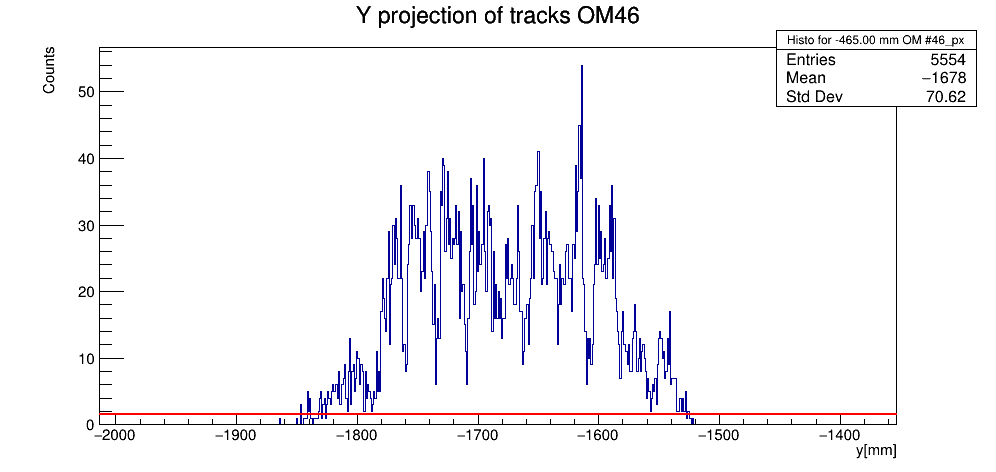 Y projection of tracks OM46
Histo for -465.00 mm OM #46_px
Entries 5554
Mean −1678
Std Dev 70.62
Counts
50
40
30
20
10
0
−2000 −1900 −1800 −1700 −1600 −1500 −1400
y[mm]